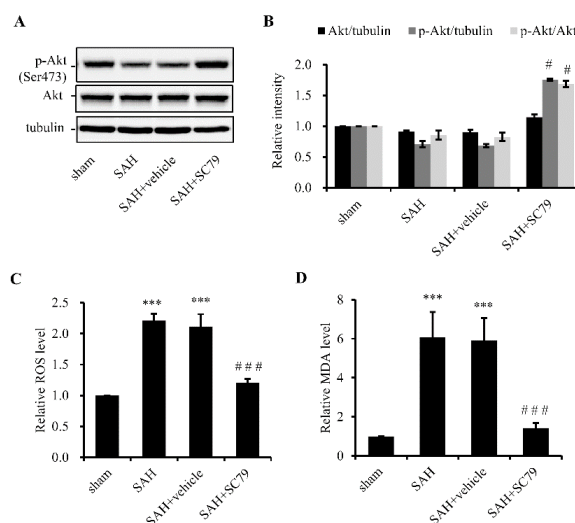 A
p-Akt
(Ser473)
Akt
tubulin
sham
SAH
SAH+vehicle
SAH+SC79
B
Akt/tubulin
p-Akt/tubulin
p-Akt/Akt
Relative intensity
2.0
1.5
1.0
0.5
0.0
#
#
sham
SAH
SAH+vehicle
SAH+SC79
C
Relative ROS level
2.5
2.0
1.5
1.0
0.5
0.0
***
***
# # #
sham
SAH
SAH+vehicle
SAH+SC79
D
Relative MDA level
8
6
4
2
0
***
***
# # #
sham
SAH
SAH+vehicle
SAH+SC79